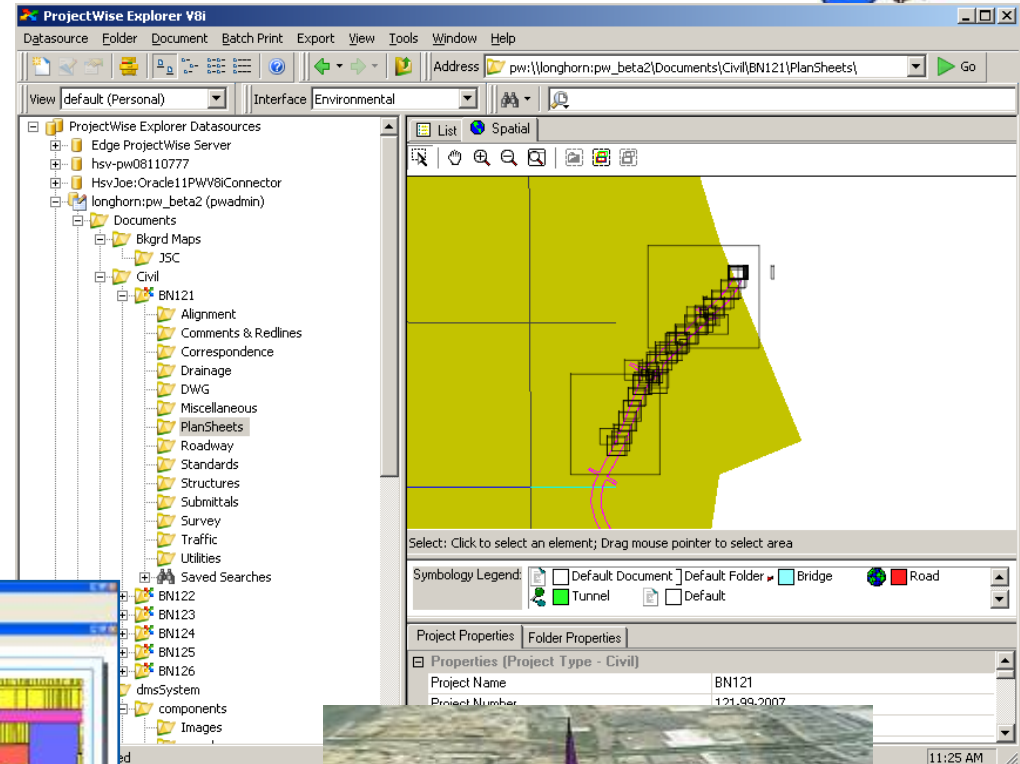 ProjectWise Explorer V8i
Datasource Folder Document Batch Print Export View Tools Window Help
Address pw:\\longhorn:pw_beta2\Documents\Civil\BN121\PlanSheets\ Go
View default (Personal) Interface Environmental
ProjectWise Explorer Datasources
Edge ProjectWise Server
hsv-pw08110777
HsvJoe:Oracle11PWV8iConnector
longhorn:pw_beta2 (pwadmin)
Documents
Bkgrd Maps
JSC
Civil
BN121
Alignment
Comments & Redlines
Correspondence
Drainage
DWG
Miscellaneous
PlanSheets
Roadway
Standards
Structures
Submittals
Survey
Traffic
Utilities
Saved Searches
BN122
BN123
BN124
BN125
BN126
dmsSystem
components
Images
List Spatial
Select: Click to select an element; Drag mouse pointer to select area
Symbology Legend: Default Document Default Folder Bridge Road
Tunnel Default
Project Properties Folder Properties
Properties (Project Type - Civil)
Project Name BN121
Project Number 121-99-2007
11:25 AM